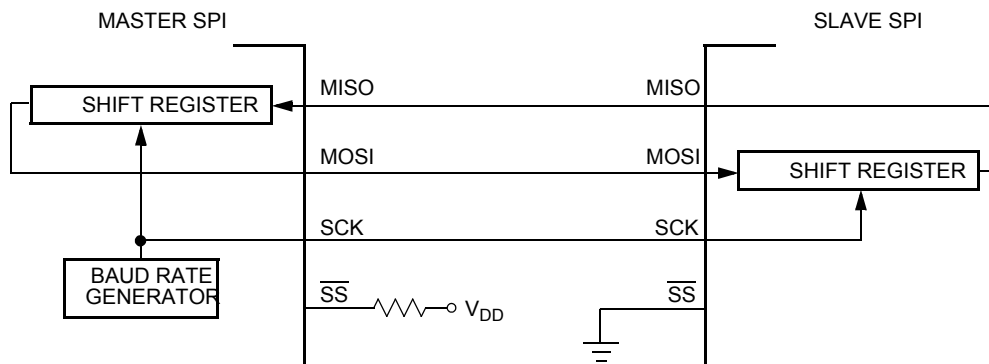 MASTER SPI
SLAVE SPI
SHIFT REGISTER
MISO
MISO
MOSI
MOSI
SHIFT REGISTER
SCK
SCK
BAUD RATE
GENERATOR
SS
VDD
SS